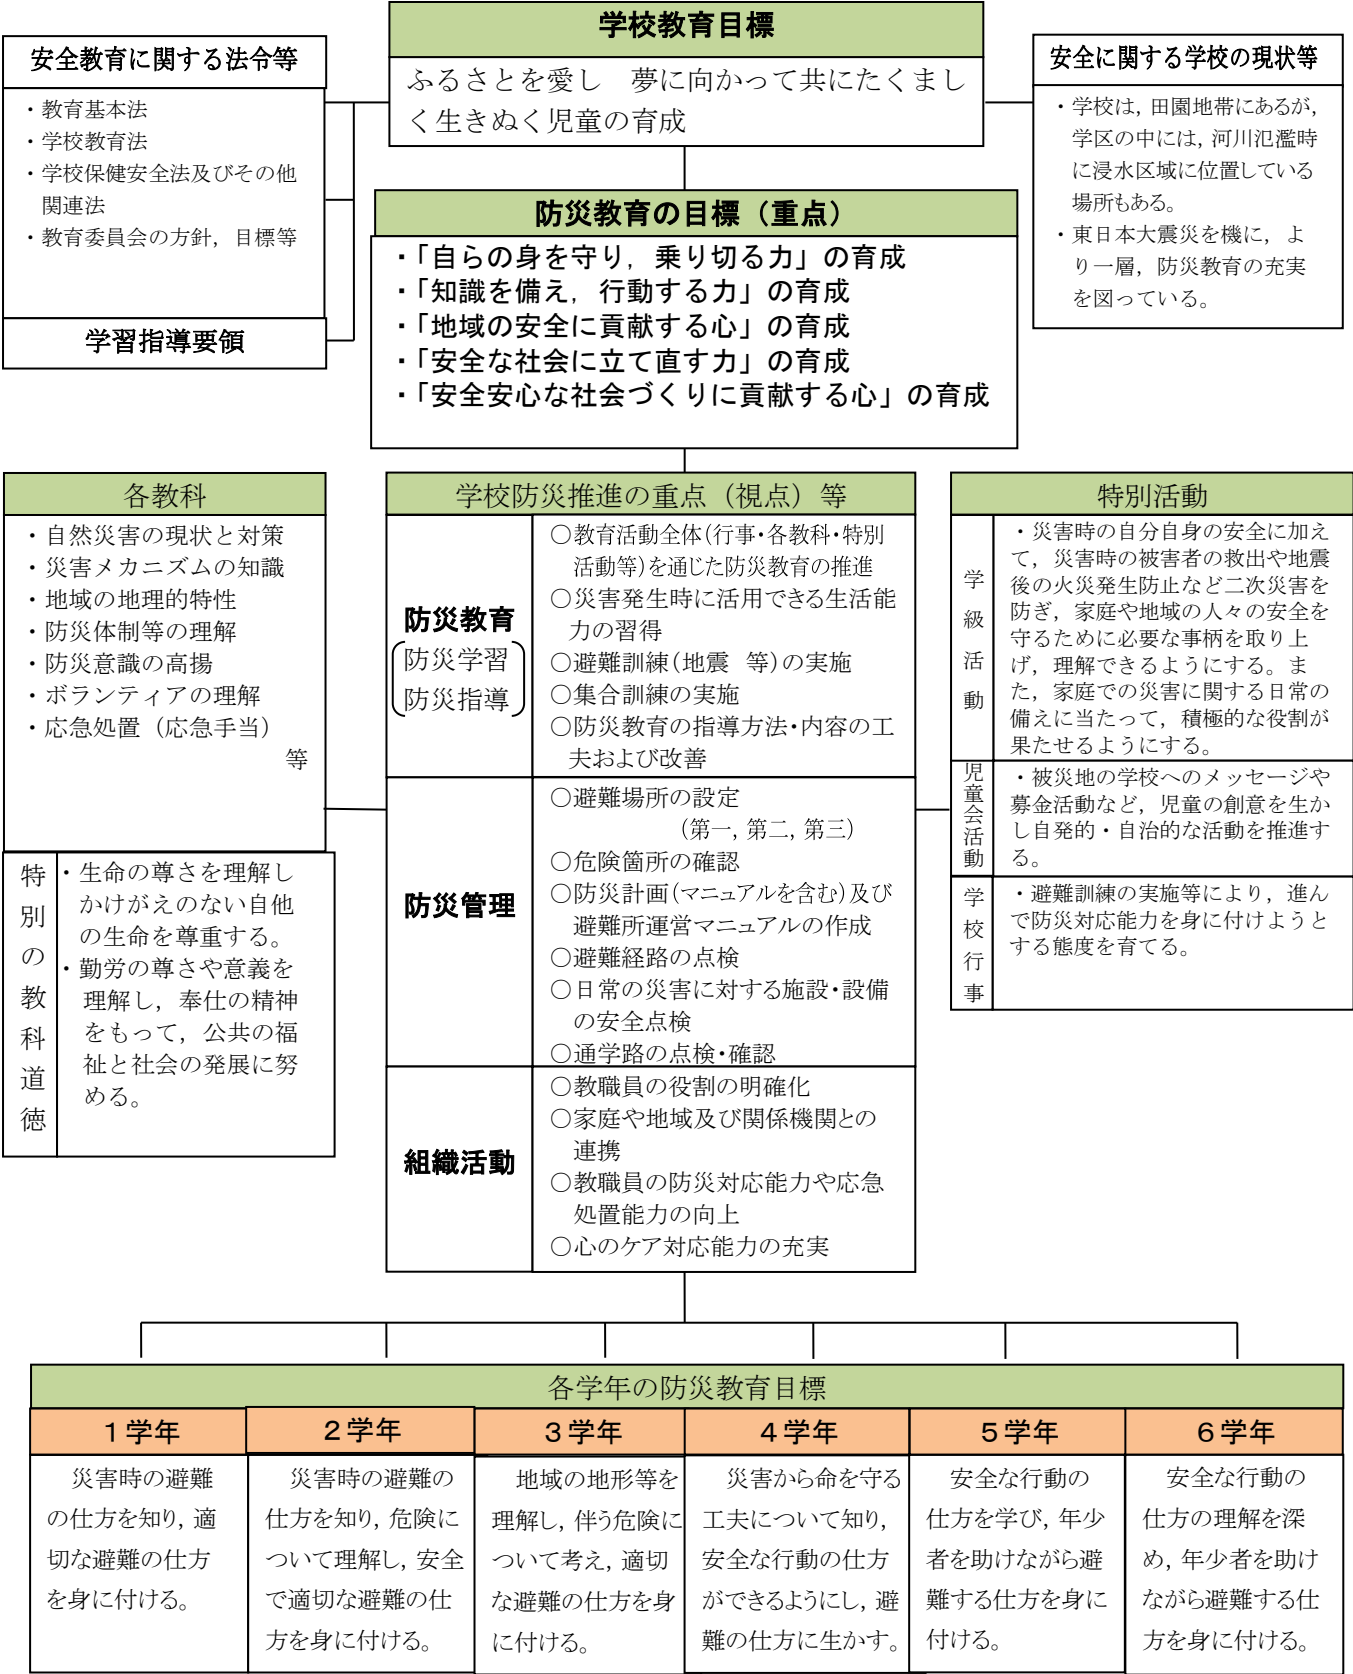 学校教育目標
ふるさとを愛し　夢に向かって共にたくまし
く生きぬく児童の育成
安全教育に関する法令等
・教育基本法
・学校教育法
・学校保健安全法及びその他
関連法
・教育委員会の方針，目標等
学習指導要領
安全に関する学校の現状等
・学校は，田園地帯にあるが，
学区の中には，河川氾濫時
に浸水区域に位置している
場所もある。
・東日本大震災を機に，よ
り一層，防災教育の充実
を図っている。
防災教育の目標（重点）
・「自らの身を守り，乗り切る力」の育成
・「知識を備え，行動する力」の育成
・「地域の安全に貢献する心」の育成
・「安全な社会に立て直す力」の育成
・「安全安心な社会づくりに貢献する心」の育成
各教科
・自然災害の現状と対策
・災害メカニズムの知識
・地域の地理的特性
・防災体制等の理解
・防災意識の高揚
・ボランティアの理解
・応急処置（応急手当）
等
特別の教科道徳
・生命の尊さを理解し
かけがえのない自他
の生命を尊重する。
・勤労の尊さや意義を
理解し，奉仕の精神
をもって，公共の福
祉と社会の発展に努
める。
学校防災推進の重点（視点）等
防災教育
防災学習
防災指導
○教育活動全体（行事・各教科・特別
活動等）を通じた防災教育の推進
○災害発生時に活用できる生活能
力の習得
○避難訓練（地震　等）の実施
○集合訓練の実施
○防災教育の指導方法・内容の工
夫および改善
防災管理
○避難場所の設定
（第一，第二，第三）
○危険箇所の確認
○防災計画（マニュアルを含む）及び
避難所運営マニュアルの作成
○避難経路の点検
○日常の災害に対する施設・設備
の安全点検
○通学路の点検・確認
組織活動
○教職員の役割の明確化
○家庭や地域及び関係機関との
連携
○教職員の防災対応能力や応急
処置能力の向上
○心のケア対応能力の充実
特別活動
学級活動
・災害時の自分自身の安全に加え
て，災害時の被害者の救出や地震
後の火災発生防止など二次災害を
防ぎ，家庭や地域の人々の安全を
守るために必要な事柄を取り上
げ，理解できるようにする。ま
た，家庭での災害に関する日常の
備えに当たって，積極的な役割が
果たせるようにする。
児童会活動
・被災地の学校へのメッセージや
募金活動など，児童の創意を生か
し自発的・自治的な活動を推進す
る。
学校行事
・避難訓練の実施等により，進ん
で防災対応能力を身に付けようと
する態度を育てる。
各学年の防災教育目標
１学年
災害時の避難
の仕方を知り，適
切な避難の仕方
を身に付ける。
２学年
災害時の避難の
仕方を知り，危険に
ついて理解し，安全
で適切な避難の仕
方を身に付ける。
３学年
地域の地形等を
理解し，伴う危険に
ついて考え，適切
な避難の仕方を身
に付ける。
４学年
災害から命を守る
工夫について知り，
安全な行動の仕方
ができるようにし，避
難の仕方に生かす。
５学年
安全な行動の
仕方を学び，年少
者を助けながら避
難する仕方を身に
付ける。
６学年
安全な行動の
仕方の理解を深
め，年少者を助け
ながら避難する仕
方を身に付ける。